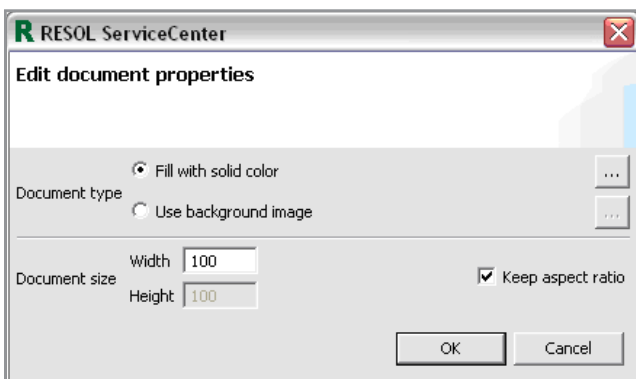 R RESOL ServiceCenter
Edit document properties
Fill with solid color
...
Document type
Use background image
...
Width 100
Document size
Keep aspect ratio
Height 100
OK Cancel